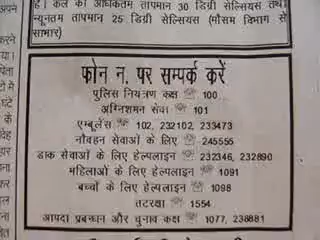 है। कल का अधिकतम तापमान 30 डिग्री सेल्सियस तथा
न्यूनतम तापमान 25 डिग्री सेल्सियस (मौसम विभाग से
साभार)
फोन न. पर सम्पर्क करें
पुलिस नियंत्रण कक्ष ☏ 100
अग्निशमन सेवा ☏ 101
एम्बूलेंस ☏ 102, 232102, 233473
नौवहन सेवाओं के लिए ☏ 245555
डाक सेवाओं के लिए हेल्पलाइन ☏ 232346, 232890
महिलाओं के लिए हेल्पलाइन ☏ 1091
बच्चों के लिए हेल्पलाइन ☏ 1098
तटरक्षा ☏ 1554
आपदा प्रबन्धन और चुनाव कक्ष ☏ 1077, 238881